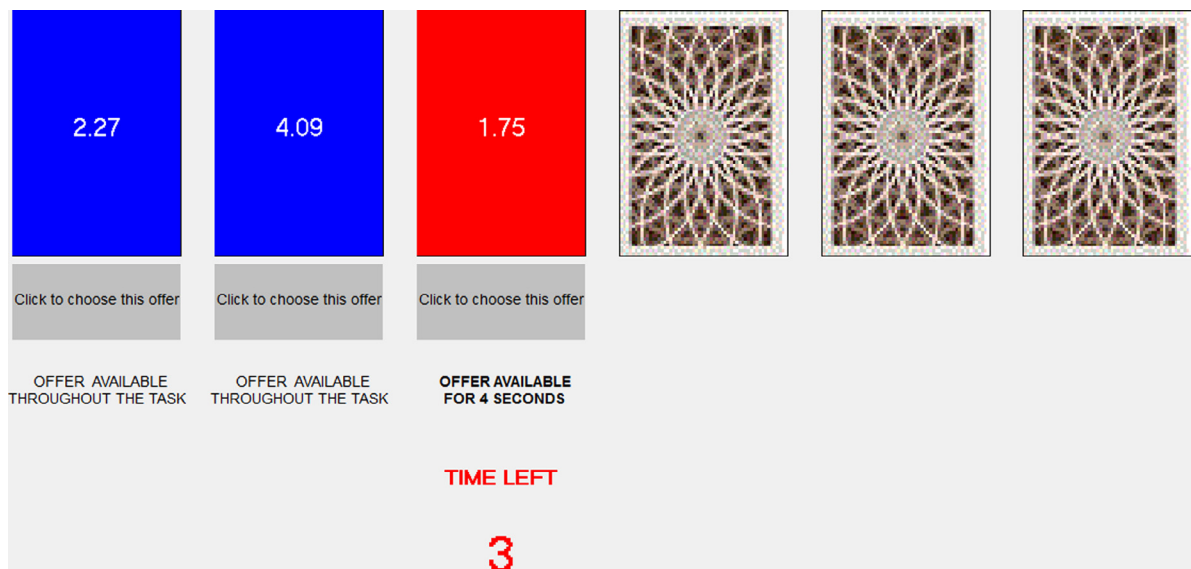 2.27
4.09
1.75
Click to choose this offer
Click to choose this offer
Click to choose this offer
OFFER AVAILABLE
THROUGHOUT THE TASK
OFFER AVAILABLE
THROUGHOUT THE TASK
OFFER AVAILABLE
FOR 4 SECONDS
TIME LEFT
3